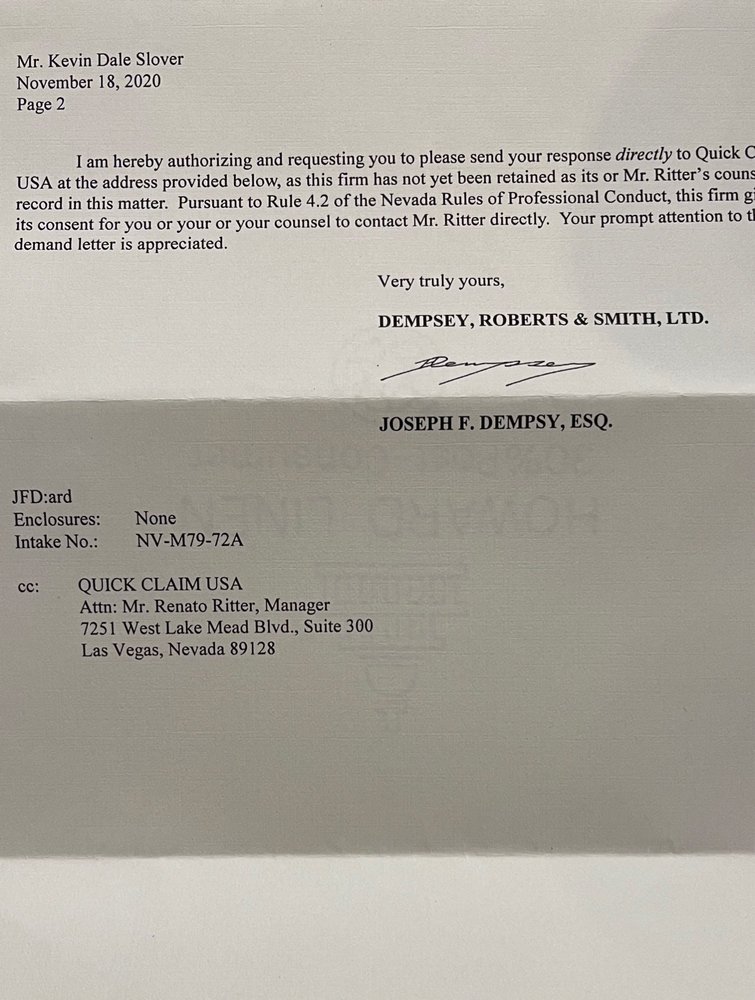 Mr. Kevin Dale Slover
November 18, 2020
Page 2
I am hereby authorizing and requesting you to please send your response directly to Quick C
USA at the address provided below, as this firm has not yet been retained as its or Mr. Ritter's couns
record in this matter. Pursuant to Rule 4.2 of the Nevada Rules of Professional Conduct, this firm gi
its consent for you or your or your counsel to contact Mr. Ritter directly. Your prompt attention to th
demand letter is appreciated.
Very truly yours,
DEMPSEY, ROBERTS & SMITH, LTD.
Dempsey
JOSEPH F. DEMPSY, ESQ.
JFD:ard
Enclosures: None
Intake No.: NV-M79-72A
cc: QUICK CLAIM USA
Attn: Mr. Renato Ritter, Manager
7251 West Lake Mead Blvd., Suite 300
Las Vegas, Nevada 89128